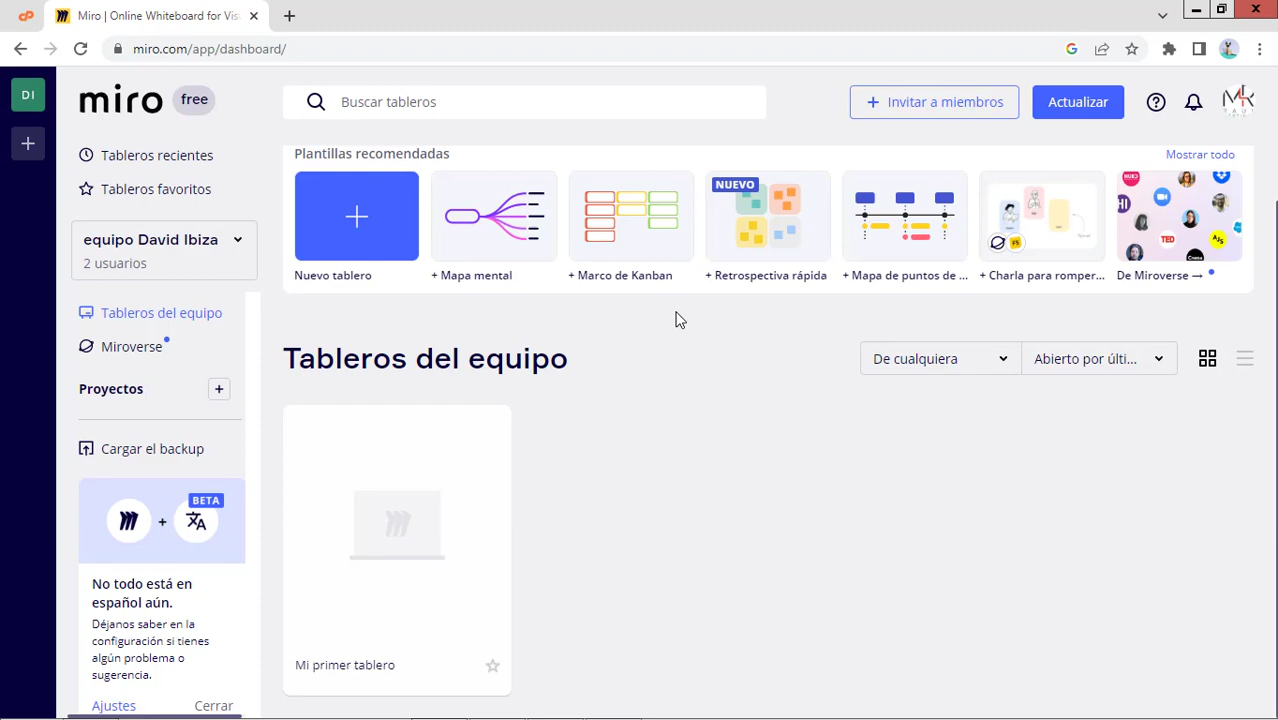 Miro | Online Whiteboard for Vis
miro.com/app/dashboard/
DI
miro free
Buscar tableros
Invitar a miembros
Actualizar
Tableros recientes
Tableros favoritos
equipo David Ibiza
2 usuarios
Tableros del equipo
Miroverse
Proyectos
Cargar el backup
BETA
No todo está en
español aún.
Déjanos saber en la
configuración si tienes
algún problema o
sugerencia.
Ajustes Cerrar
Plantillas recomendadas
Mostrar todo
NUEVO
Nuevo tablero
+ Mapa mental
+ Marco de Kanban
+ Retrospectiva rápida
+ Mapa de puntos de ...
+ Charla para romper...
De Miroverse →
TED
Tableros del equipo
De cualquiera
Abierto por últi...
Mi primer tablero